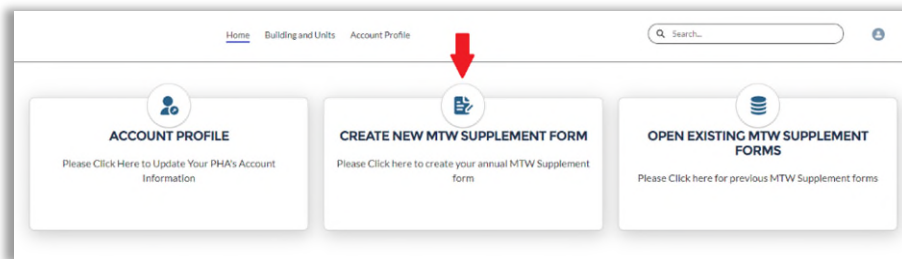 Home Building and Units Account Profile
Search...
ACCOUNT PROFILE
Please Click Here to Update Your PHA's Account
Information
CREATE NEW MTW SUPPLEMENT FORM
Please Click here to create your annual MTW Supplement
form
OPEN EXISTING MTW SUPPLEMENT
FORMS
Please Click here for previous MTW Supplement forms